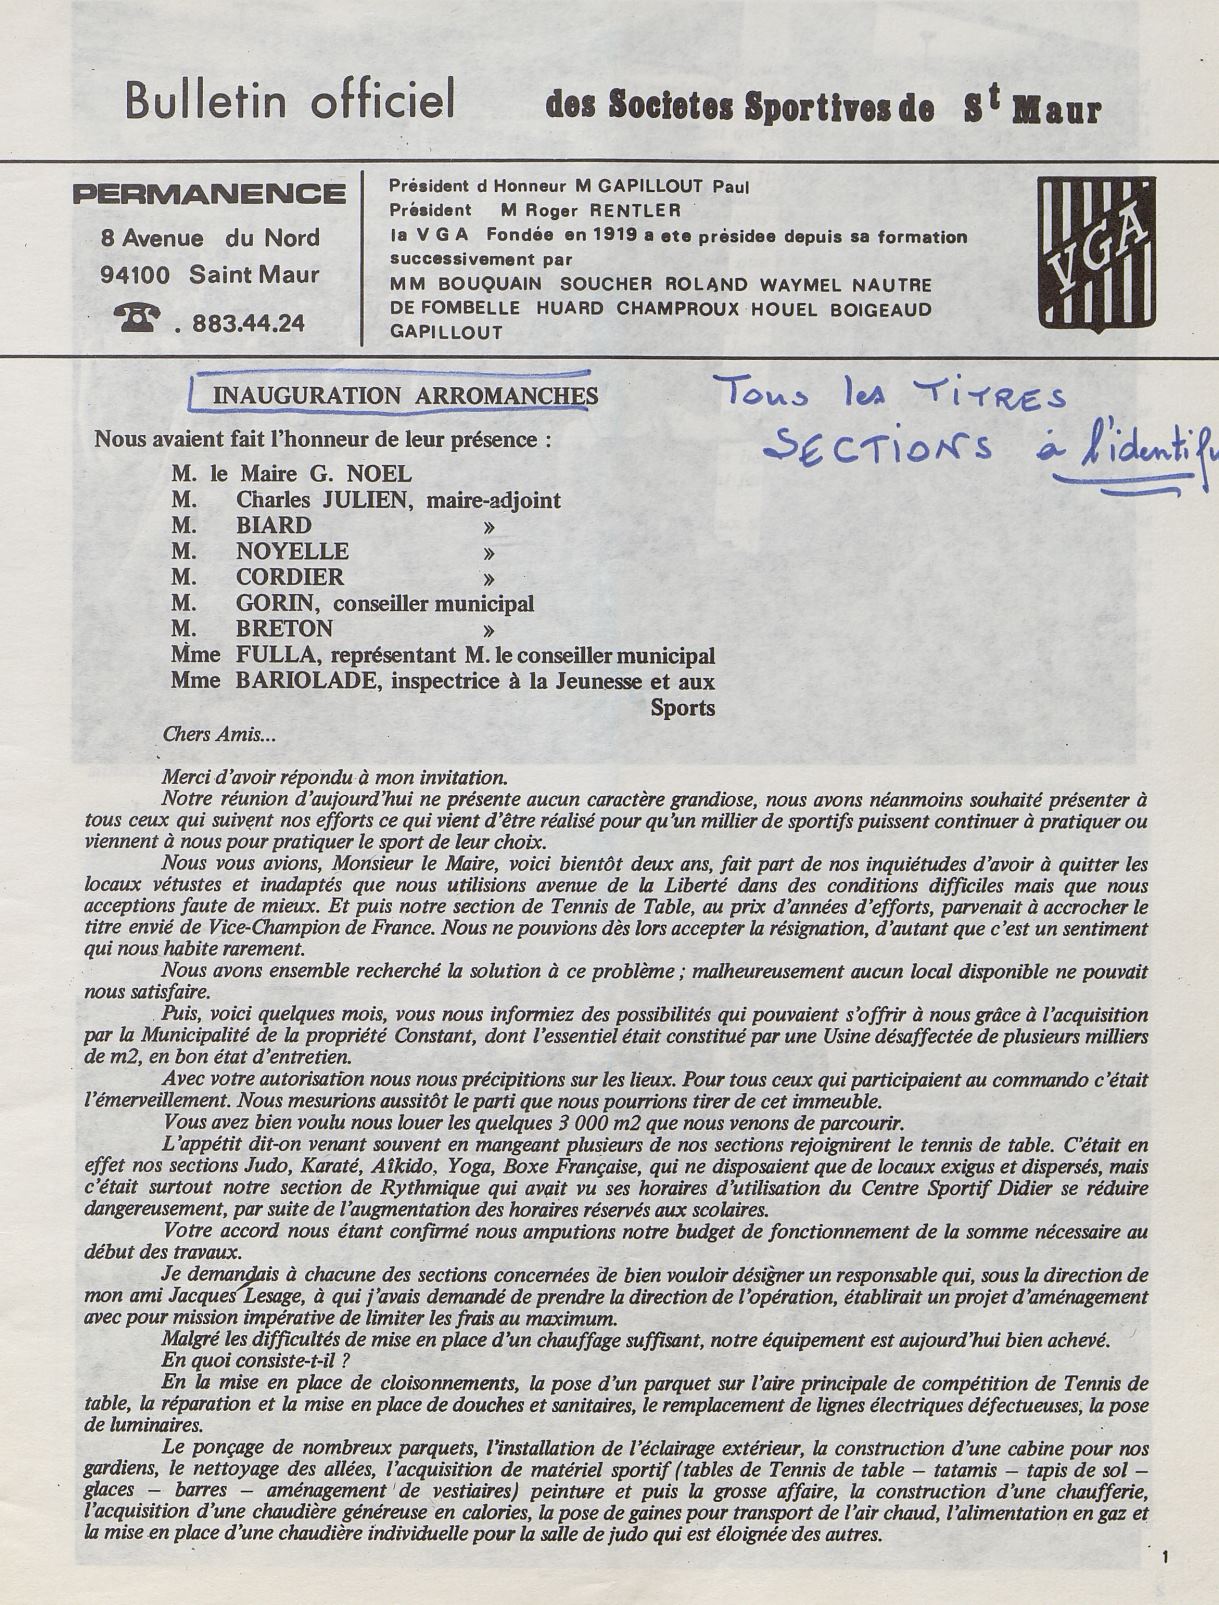 Bulletin officiel des Societes Sportives de St Maur
PERMANENCE
8 Avenue du Nord
94100 Saint Maur
☎ . 883.44.24
Président d Honneur M GAPILLOUT Paul
Président M Roger RENTLER
la V G A Fondée en 1919 a ete présidee depuis sa formation
successivement par
MM BOUQUAIN SOUCHER ROLAND WAYMEL NAUTRE
DE FOMBELLE HUARD CHAMPROUX HOUEL BOIGEAUD
GAPILLOUT
VGA
INAUGURATION ARROMANCHES
Tous les TITRES
SECTIONS à l'identifu
Nous avaient fait l'honneur de leur présence :
M. le Maire G. NOEL
M. Charles JULIEN, maire-adjoint
M. BIARD »
M. NOYELLE »
M. CORDIER »
M. GORIN, conseiller municipal
M. BRETON »
Mme FULLA, représentant M. le conseiller municipal
Mme BARIOLADE, inspectrice à la Jeunesse et aux
Sports
Chers Amis...
Merci d'avoir répondu à mon invitation.
Notre réunion d'aujourd'hui ne présente aucun caractère grandiose, nous avons néanmoins souhaité présenter à
tous ceux qui suivent nos efforts ce qui vient d'être réalisé pour qu'un millier de sportifs puissent continuer à pratiquer ou
viennent à nous pour pratiquer le sport de leur choix.
Nous vous avions, Monsieur le Maire, voici bientôt deux ans, fait part de nos inquiétudes d'avoir à quitter les
locaux vétustes et inadaptés que nous utilisions avenue de la Liberté dans des conditions difficiles mais que nous
acceptions faute de mieux. Et puis notre section de Tennis de Table, au prix d'années d'efforts, parvenait à accrocher le
titre envié de Vice-Champion de France. Nous ne pouvions dès lors accepter la résignation, d'autant que c'est un sentiment
qui nous habite rarement.
Nous avons ensemble recherché la solution à ce problème ; malheureusement aucun local disponible ne pouvait
nous satisfaire.
Puis, voici quelques mois, vous nous informiez des possibilités qui pouvaient s'offrir à nous grâce à l'acquisition
par la Municipalité de la propriété Constant, dont l'essentiel était constitué par une Usine désaffectée de plusieurs milliers
de m2, en bon état d'entretien.
Avec votre autorisation nous nous précipitions sur les lieux. Pour tous ceux qui participaient au commando c'était
l'émerveillement. Nous mesurions aussitôt le parti que nous pourrions tirer de cet immeuble.
Vous avez bien voulu nous louer les quelques 3 000 m2 que nous venons de parcourir.
L'appétit dit-on venant souvent en mangeant plusieurs de nos sections rejoignirent le tennis de table. C'était en
effet nos sections Judo, Karaté, Aîkido, Yoga, Boxe Française, qui ne disposaient que de locaux exigus et dispersés, mais
c'était surtout notre section de Rythmique qui avait vu ses horaires d'utilisation du Centre Sportif Didier se réduire
dangereusement, par suite de l'augmentation des horaires réservés aux scolaires.
Votre accord nous étant confirmé nous amputions notre budget de fonctionnement de la somme nécessaire au
début des travaux.
Je demandais à chacune des sections concernées de bien vouloir désigner un responsable qui, sous la direction de
mon ami Jacques Lesage, à qui j'avais demandé de prendre la direction de l'opération, établirait un projet d'aménagement
avec pour mission impérative de limiter les frais au maximum.
Malgré les difficultés de mise en place d'un chauffage suffisant, notre équipement est aujourd'hui bien achevé.
En quoi consiste-t-il ?
En la mise en place de cloisonnements, la pose d'un parquet sur l'aire principale de compétition de Tennis de
table, la réparation et la mise en place de douches et sanitaires, le remplacement de lignes électriques défectueuses, la pose
de luminaires.
Le ponçage de nombreux parquets, l'installation de l'éclairage extérieur, la construction d'une cabine pour nos
gardiens, le nettoyage des allées, l'acquisition de matériel sportif (tables de Tennis de table – tatamis – tapis de sol –
glaces – barres – aménagement de vestiaires) peinture et puis la grosse affaire, la construction d'une chaufferie,
l'acquisition d'une chaudière généreuse en calories, la pose de gaines pour transport de l'air chaud, l'alimentation en gaz et
la mise en place d'une chaudière individuelle pour la salle de judo qui est éloignée des autres.
1